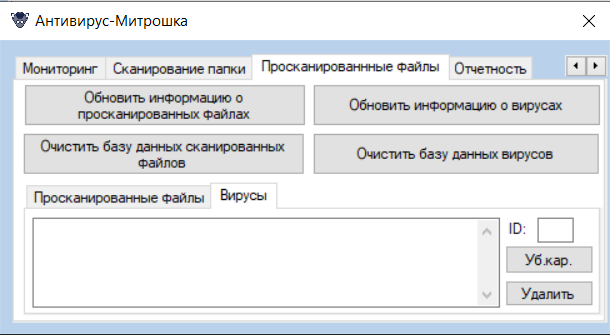 Антивирус-Митрошка
Мониторинг Сканирование папки Просканированнные файлы Отчетность
Обновить информацию о
просканированных файлах
Обновить информацию о вирусах
Очистить базу данных сканированных
файлов
Очистить базу данных вирусов
Просканированные файлы Вирусы
ID:
Уб.кар.
Удалить